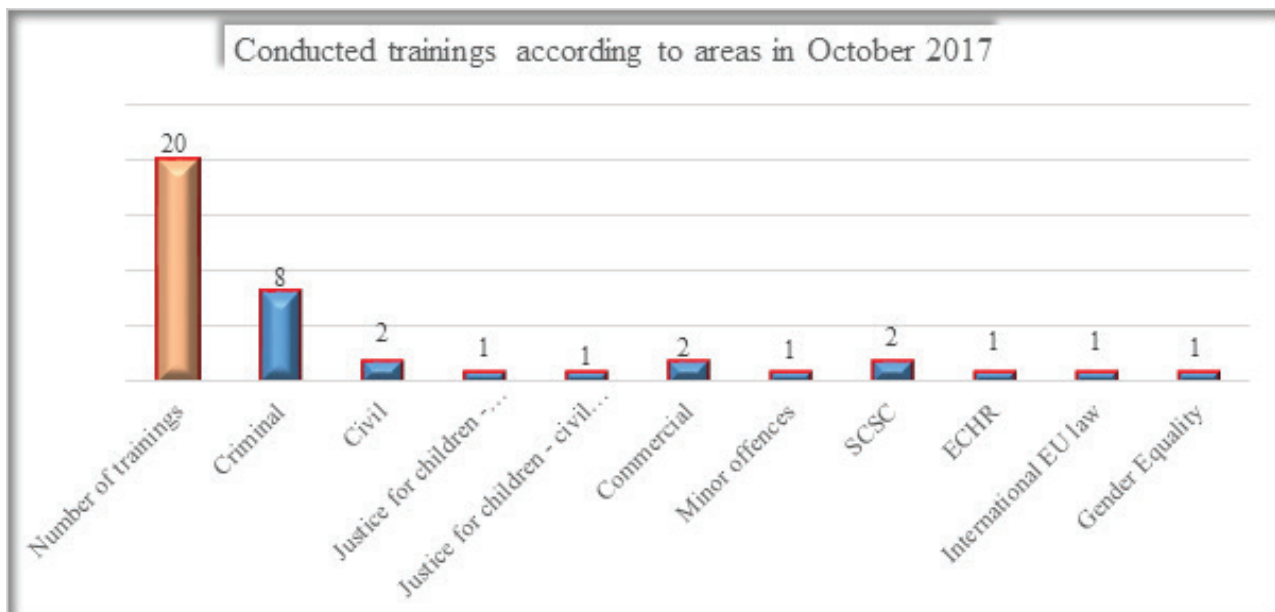 Conducted trainings according to areas in October 2017
20
8
2
1
1
2
1
2
1
1
1
Number of trainings
Criminal
Civil
Justice for children -...
Justice for children - civil...
Commercial
Minor offences
SCSC
ECHR
International EU law
Gender Equality